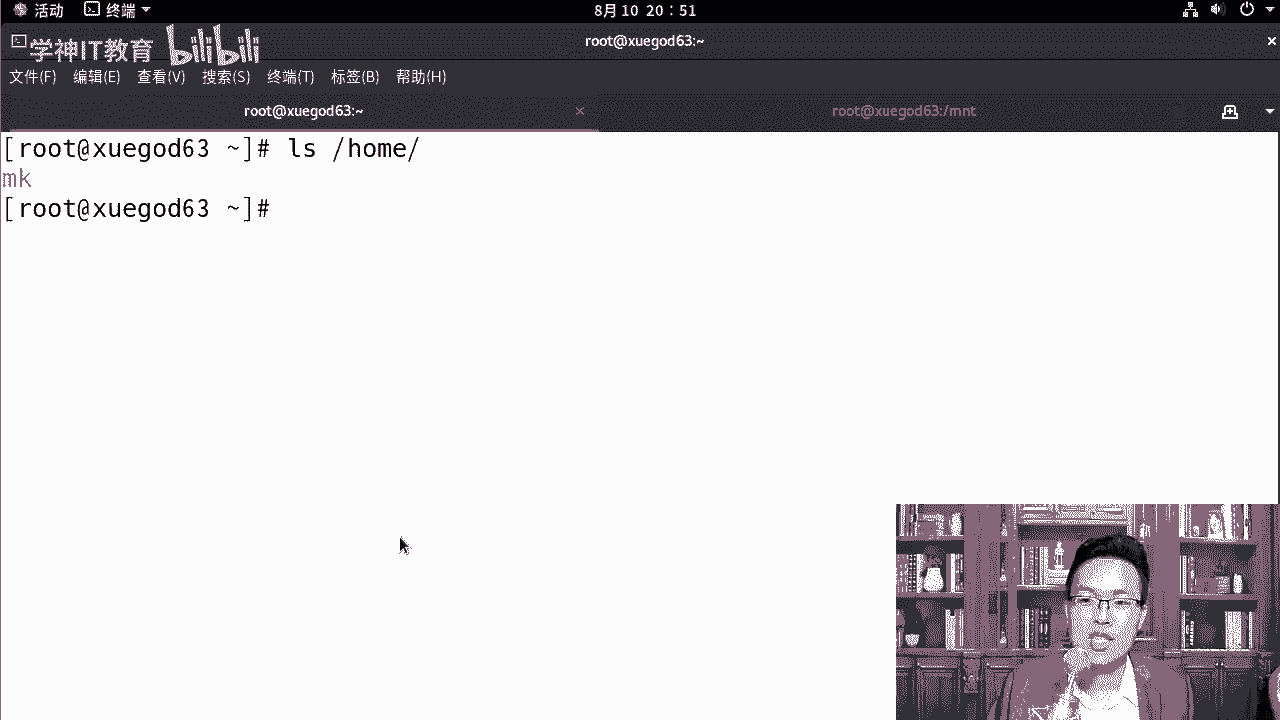 活动 终端 8月 10 20：51
学神IT教育 bilibili root@xuegod63:~
文件(F) 编辑(E) 查看(V) 搜索(S) 终端(T) 标签(B) 帮助(H)
root@xuegod63:~ root@xuegod63:/mnt
[root@xuegod63 ~]# ls /home/
mk
[root@xuegod63 ~]#